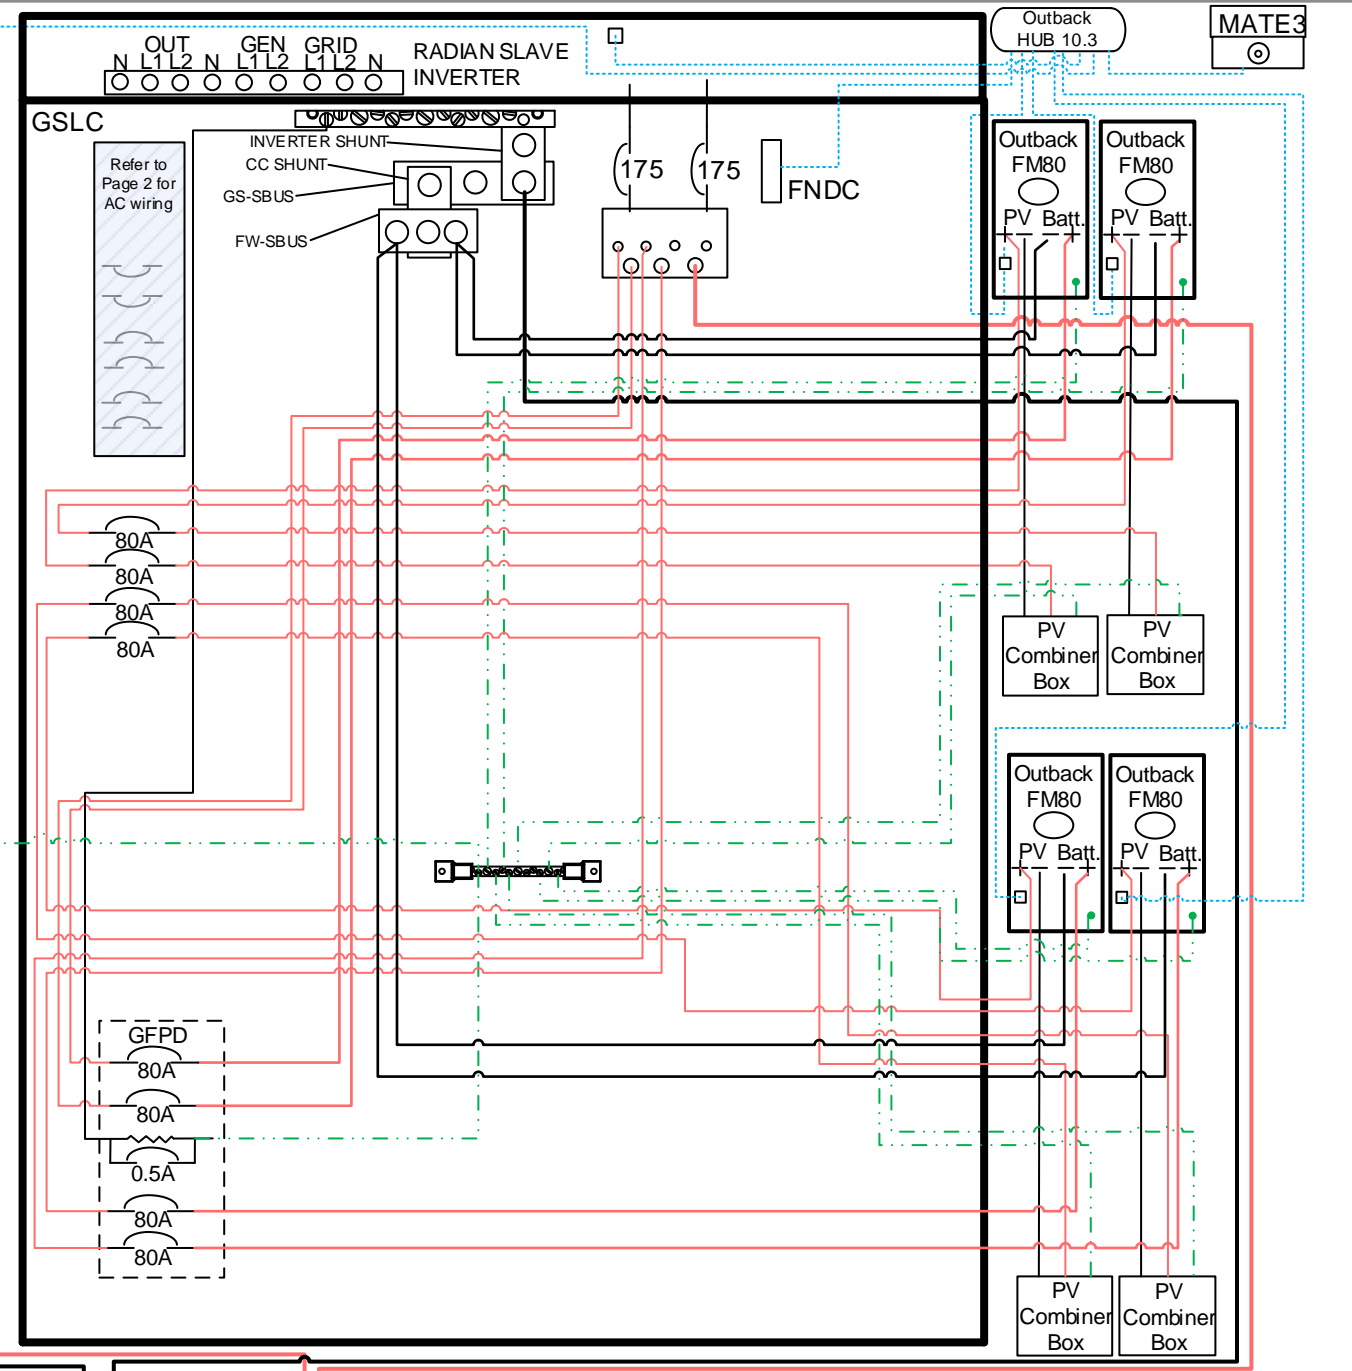 Outback
HUB 10.3
MATE3
OUT GEN GRID
N L1 L2 N L1 L2 L1 L2 N
RADIAN SLAVE
INVERTER
GSLC
Refer to
Page 2 for
AC wiring
INVERTER SHUNT
CC SHUNT
GS-SBUS
FW-SBUS
175
175
FNDC
Outback
FM80
PV Batt.
Outback
FM80
PV Batt.
80A
80A
80A
80A
PV
Combiner
Box
PV
Combiner
Box
Outback
FM80
PV Batt.
Outback
FM80
PV Batt.
GFPD
80A
80A
0.5A
80A
80A
PV
Combiner
Box
PV
Combiner
Box